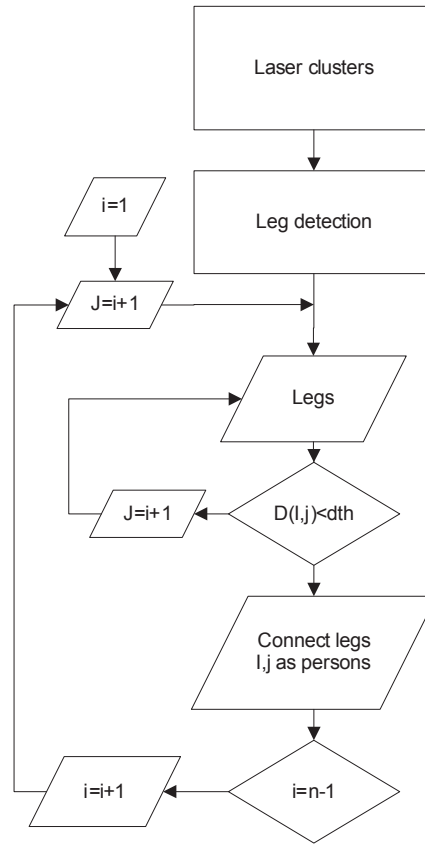 Laser clusters
Leg detection
i=1
J=i+1
Legs
J=i+1
D(I,j)<dth
Connect legs
I,j as persons
i=i+1
i=n-1